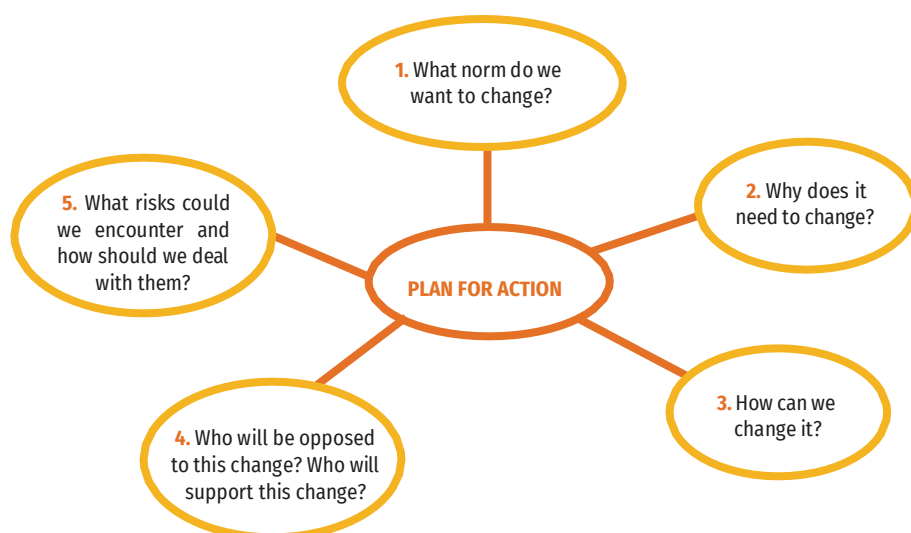 1. What norm do we
want to change?
2. Why does it
need to change?
3. How can we
change it?
4. Who will be opposed
to this change? Who will
support this change?
5. What risks could
we encounter and
how should we deal
with them?
PLAN FOR ACTION